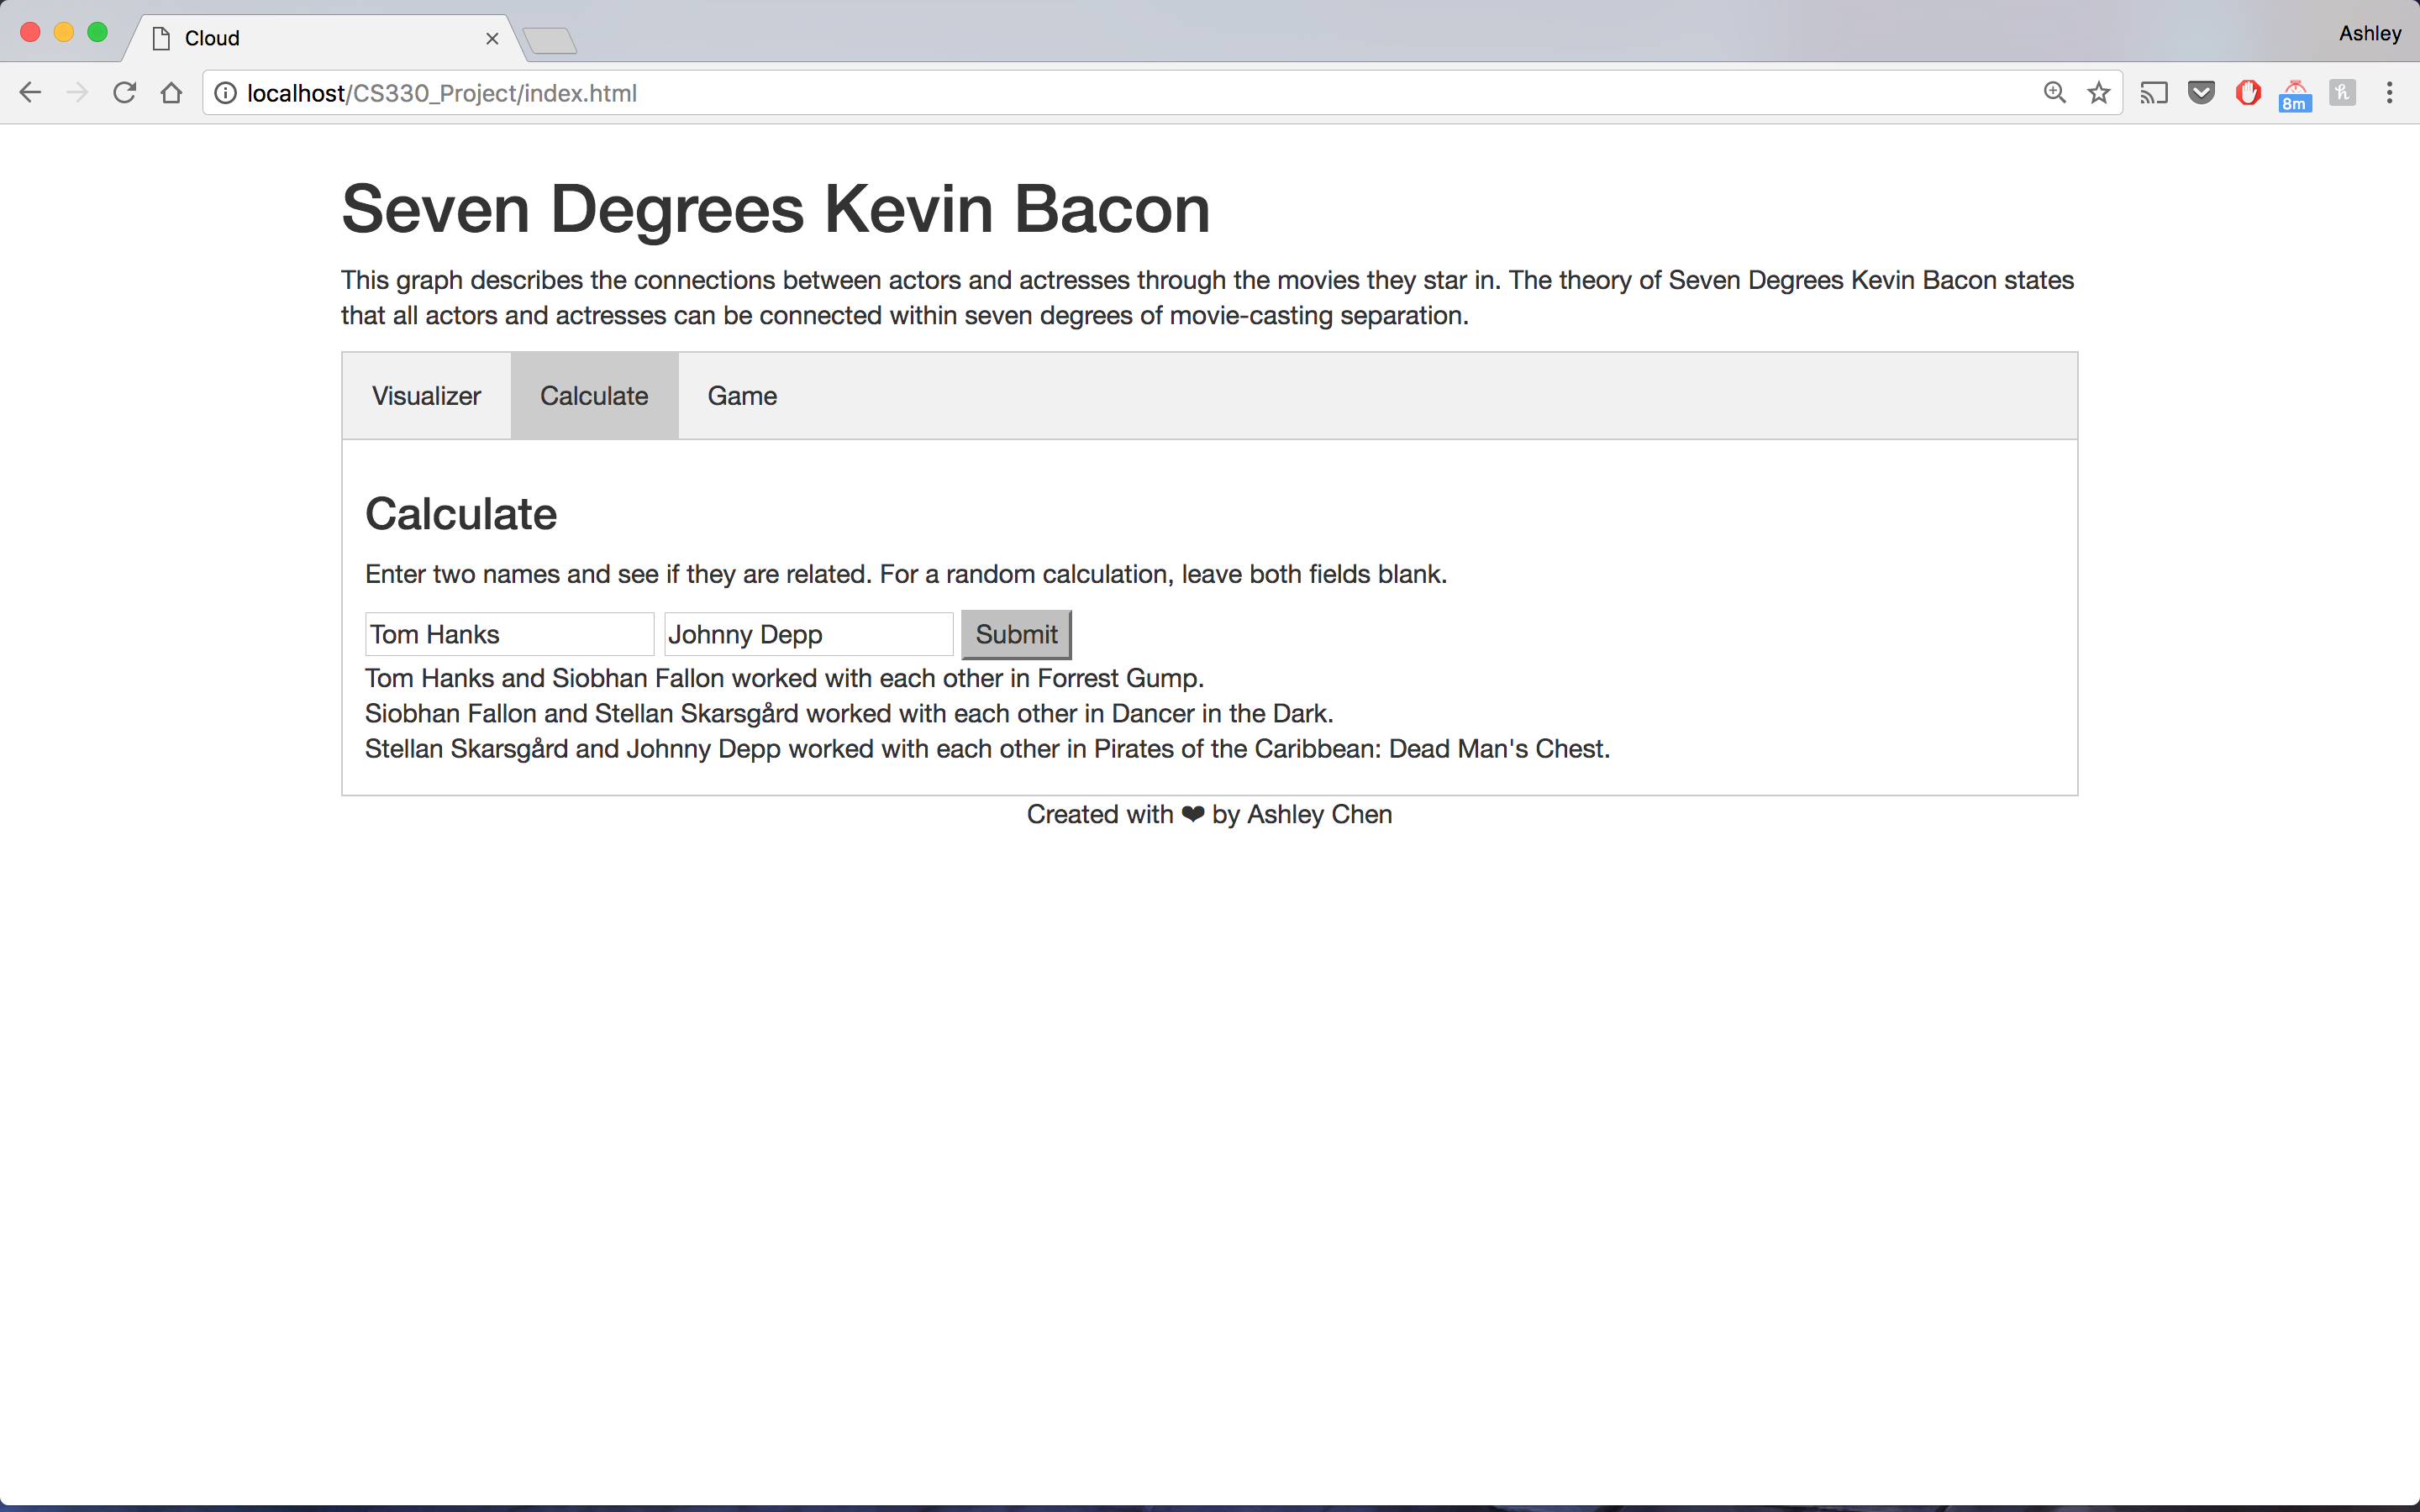 Cloud
Ashley
localhost/CS330_Project/index.html
8m
Seven Degrees Kevin Bacon
This graph describes the connections between actors and actresses through the movies they star in. The theory of Seven Degrees Kevin Bacon states
that all actors and actresses can be connected within seven degrees of movie-casting separation.
Visualizer Calculate Game
Calculate
Enter two names and see if they are related. For a random calculation, leave both fields blank.
Tom Hanks Johnny Depp Submit
Tom Hanks and Siobhan Fallon worked with each other in Forrest Gump.
Siobhan Fallon and Stellan Skarsgård worked with each other in Dancer in the Dark.
Stellan Skarsgård and Johnny Depp worked with each other in Pirates of the Caribbean: Dead Man's Chest.
Created with ❤ by Ashley Chen